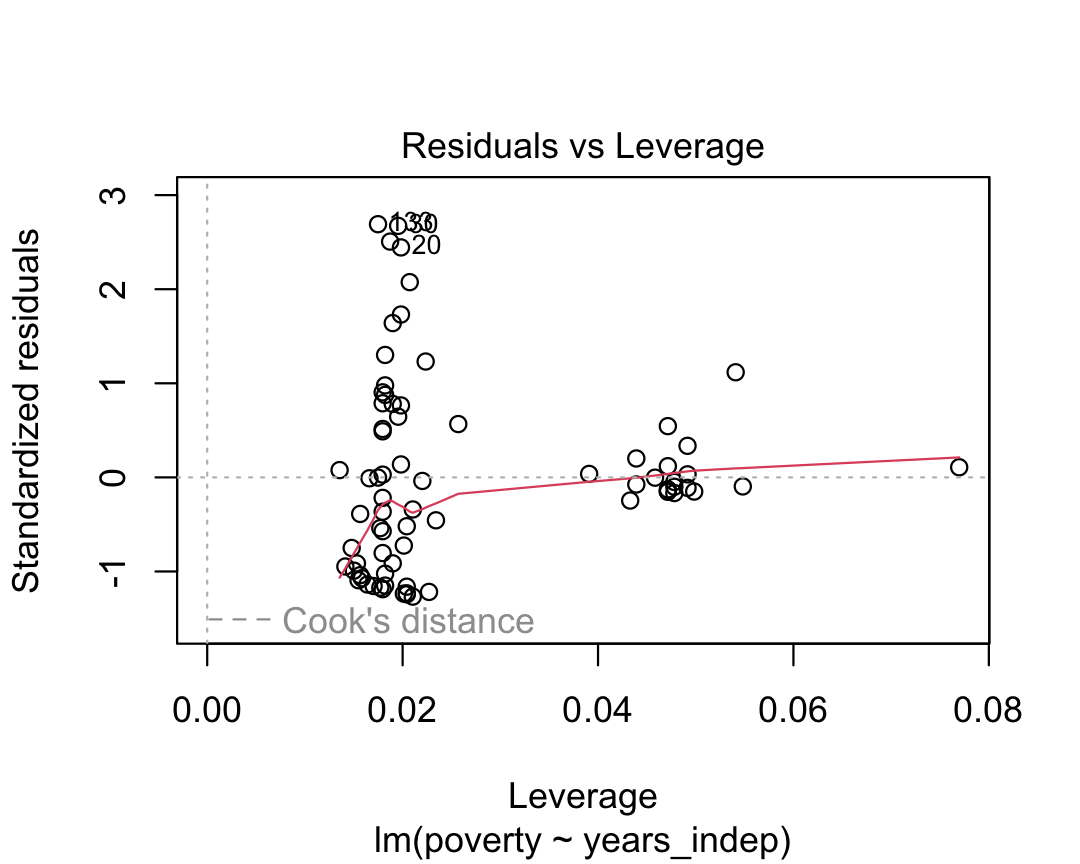 Residuals vs Leverage
Standardized residuals
3
2
1
0
-1
20
Cook's distance
0.00 0.02 0.04 0.06 0.08
Leverage
lm(poverty ~ years_indep)